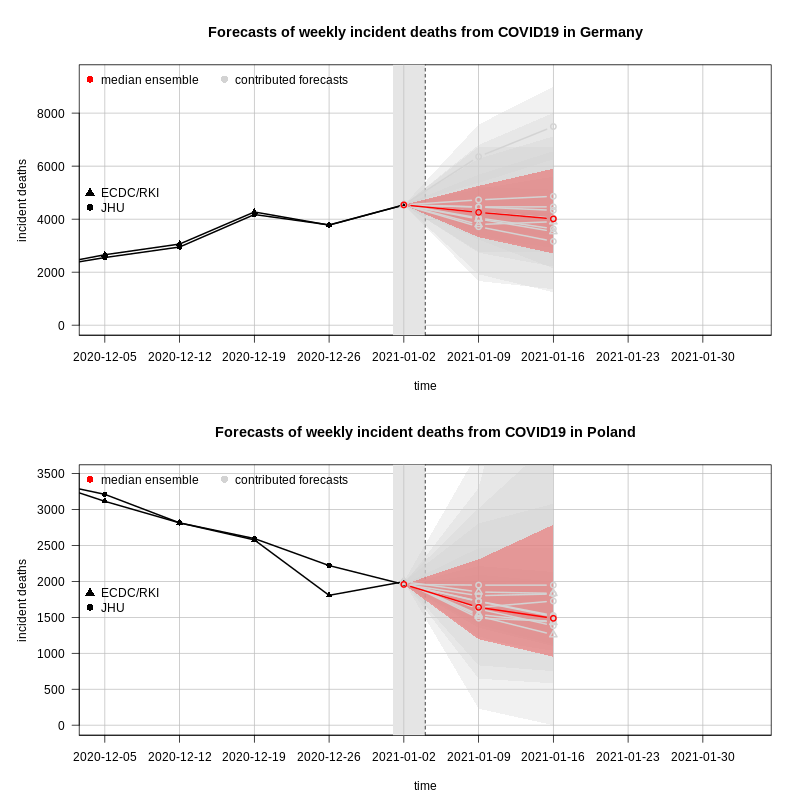 Forecasts of weekly incident deaths from COVID19 in Germany
median ensemble contributed forecasts
8000
6000
ECDC/RKI
JHU
4000
2000
0
incident deaths
2020-12-05 2020-12-12 2020-12-19 2020-12-26 2021-01-02 2021-01-09 2021-01-16 2021-01-23 2021-01-30
time
Forecasts of weekly incident deaths from COVID19 in Poland
3500
median ensemble contributed forecasts
3000
2500
2000
ECDC/RKI
JHU
1500
1000
500
0
incident deaths
2020-12-05 2020-12-12 2020-12-19 2020-12-26 2021-01-02 2021-01-09 2021-01-16 2021-01-23 2021-01-30
time